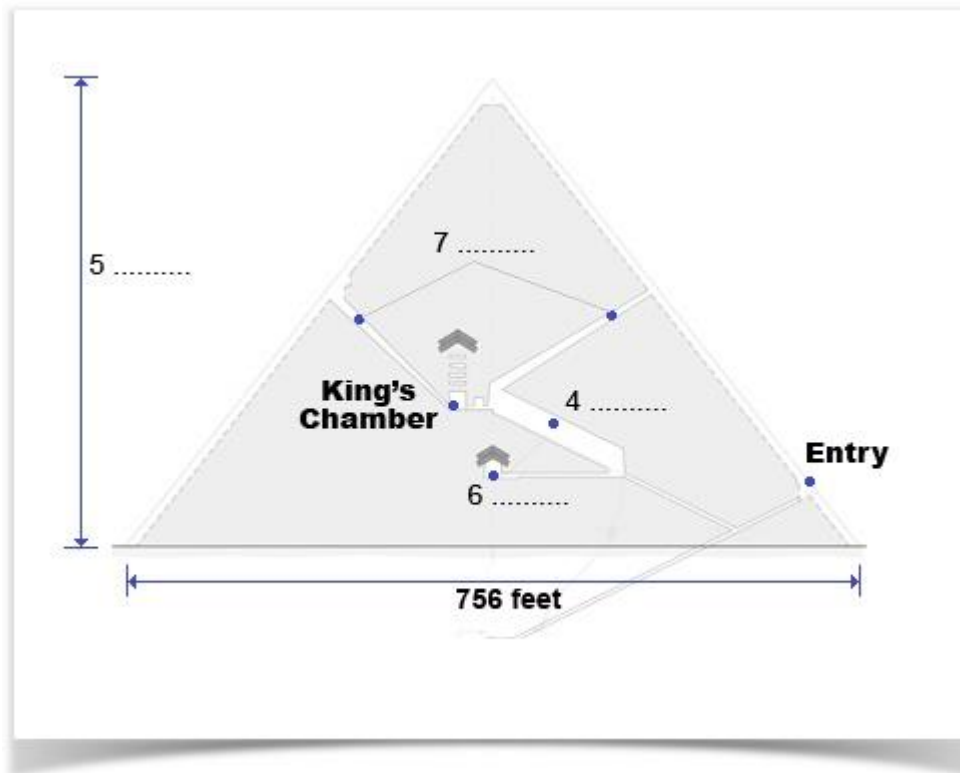 7 ..........
5 ..........
King's
Chamber
4 ..........
Entry
6 ..........
756 feet